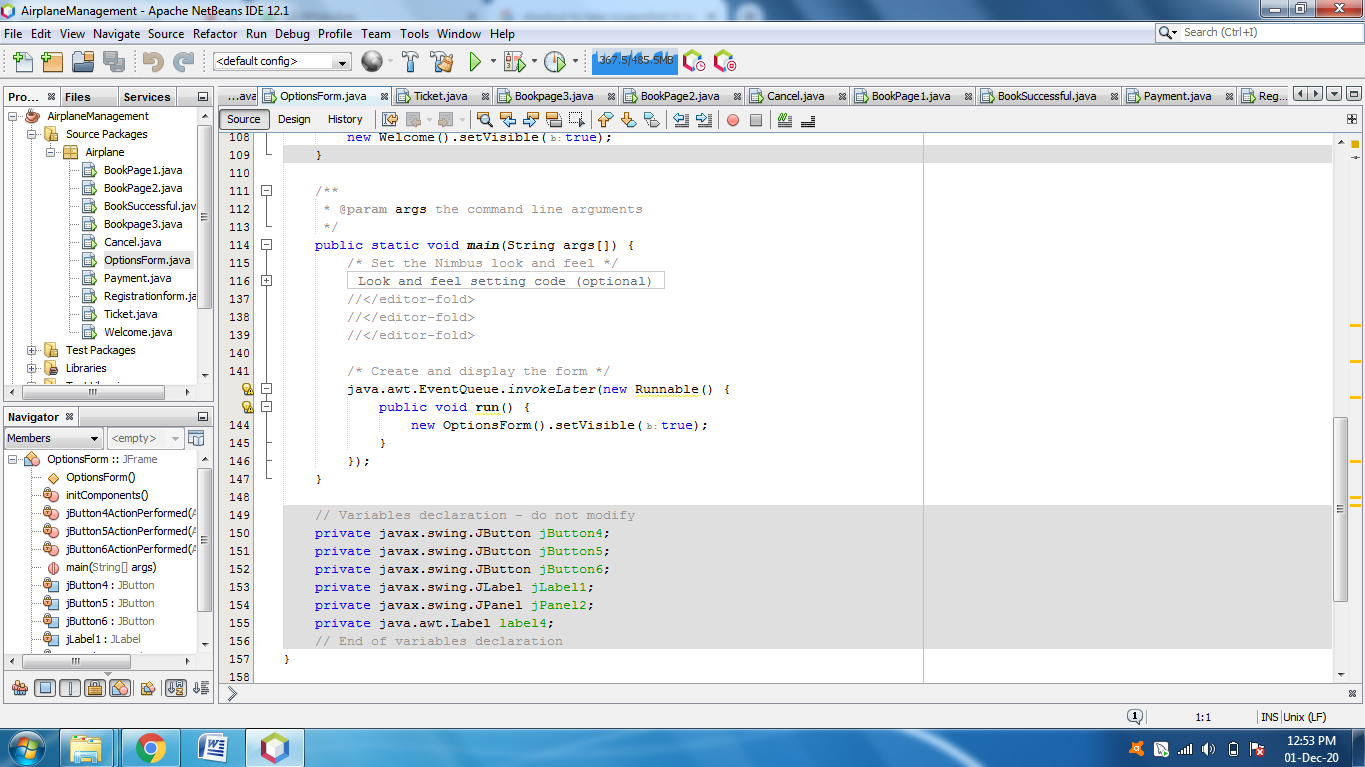 AirplaneManagement - Apache NetBeans IDE 12.1
File Edit View Navigate Source Refactor Run Debug Profile Team Tools Window Help
Search (Ctrl+I)
<default config>
367.5/485.5MB
Pro... Files Services
...ava OptionsForm.java Ticket.java Bookpage3.java BookPage2.java Cancel.java BookPage1.java BookSuccessful.java Payment.java Reg...
Source Design History
AirplaneManagement
Source Packages
Airplane
BookPage1.java
BookPage2.java
BookSuccessful.jav
Bookpage3.java
Cancel.java
OptionsForm.java
Payment.java
Registrationform.ja
Ticket.java
Welcome.java
Test Packages
Libraries
Navigator
Members <empty>
OptionsForm :: JFrame
OptionsForm()
initComponents()
jButton4ActionPerformed(A
jButton5ActionPerformed(A
jButton6ActionPerformed(A
main(String[] args)
jButton4 : JButton
jButton5 : JButton
jButton6 : JButton
jLabel1 : JLabel
108 new Welcome().setVisible(b:true);
109 }
110
111 /**
112 * @param args the command line arguments
113 */
114 public static void main(String args[]) {
115 /* Set the Nimbus look and feel */
116 Look and feel setting code (optional)
137 //</editor-fold>
138 //</editor-fold>
139 //</editor-fold>
140
141 /* Create and display the form */
java.awt.EventQueue.invokeLater(new Runnable() {
public void run() {
144 new OptionsForm().setVisible(b:true);
145 }
146 });
147 }
148
149 // Variables declaration - do not modify
150 private javax.swing.JButton jButton4;
151 private javax.swing.JButton jButton5;
152 private javax.swing.JButton jButton6;
153 private javax.swing.JLabel jLabel1;
154 private javax.swing.JPanel jPanel2;
155 private java.awt.Label label4;
156 // End of variables declaration
157 }
158
1 1:1 INS Unix (LF)
12:53 PM
01-Dec-20